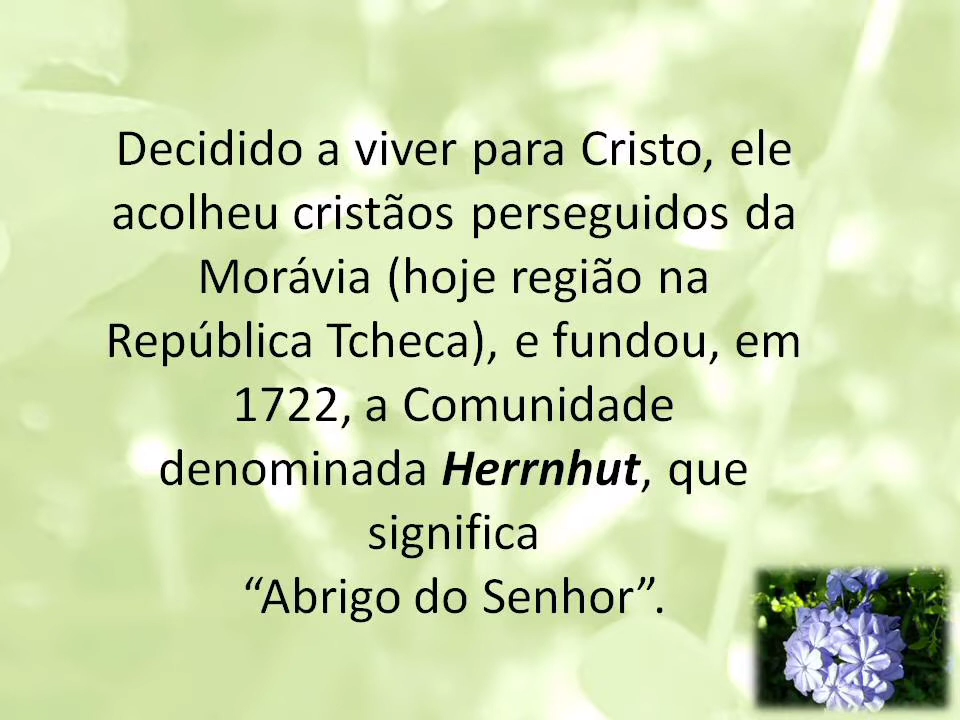 Decidido a viver para Cristo, ele
acolheu cristãos perseguidos da
Morávia (hoje região na
República Tcheca), e fundou, em
1722, a Comunidade
denominada Herrnhut, que
significa
“Abrigo do Senhor”.